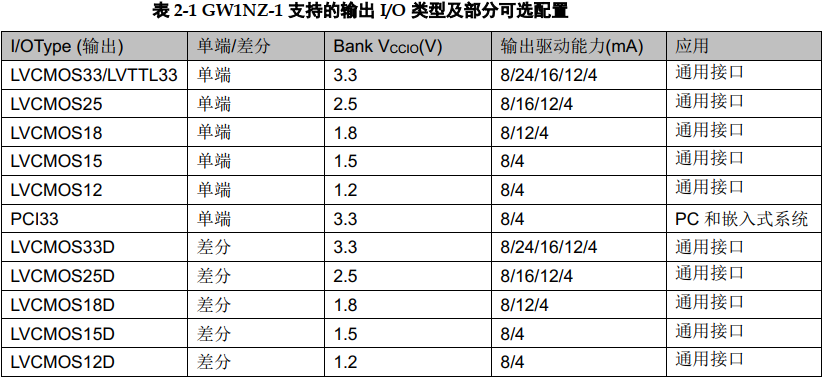 表 2-1 GW1NZ-1 支持的输出 I/O 类型及部分可选配置
I/OType (输出) 单端/差分 Bank VCCIO(V) 输出驱动能力(mA) 应用
LVCMOS33/LVTTL33 单端 3.3 8/24/16/12/4 通用接口
LVCMOS25 单端 2.5 8/16/12/4 通用接口
LVCMOS18 单端 1.8 8/12/4 通用接口
LVCMOS15 单端 1.5 8/4 通用接口
LVCMOS12 单端 1.2 8/4 通用接口
PCI33 单端 3.3 8/4 PC 和嵌入式系统
LVCMOS33D 差分 3.3 8/24/16/12/4 通用接口
LVCMOS25D 差分 2.5 8/16/12/4 通用接口
LVCMOS18D 差分 1.8 8/12/4 通用接口
LVCMOS15D 差分 1.5 8/4 通用接口
LVCMOS12D 差分 1.2 8/4 通用接口